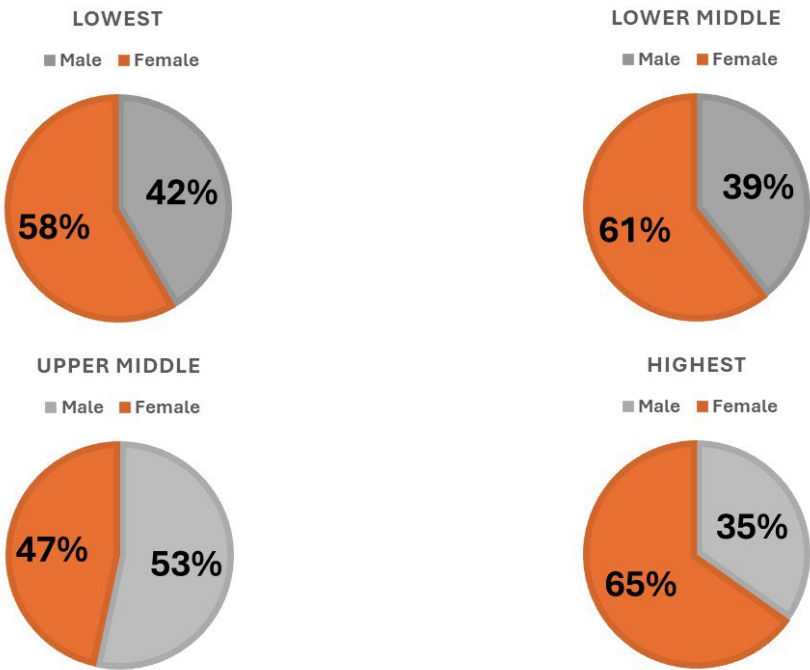 LOWEST
Male Female
42%
58%
LOWER MIDDLE
Male Female
39%
61%
UPPER MIDDLE
Male Female
47%
53%
HIGHEST
Male Female
35%
65%